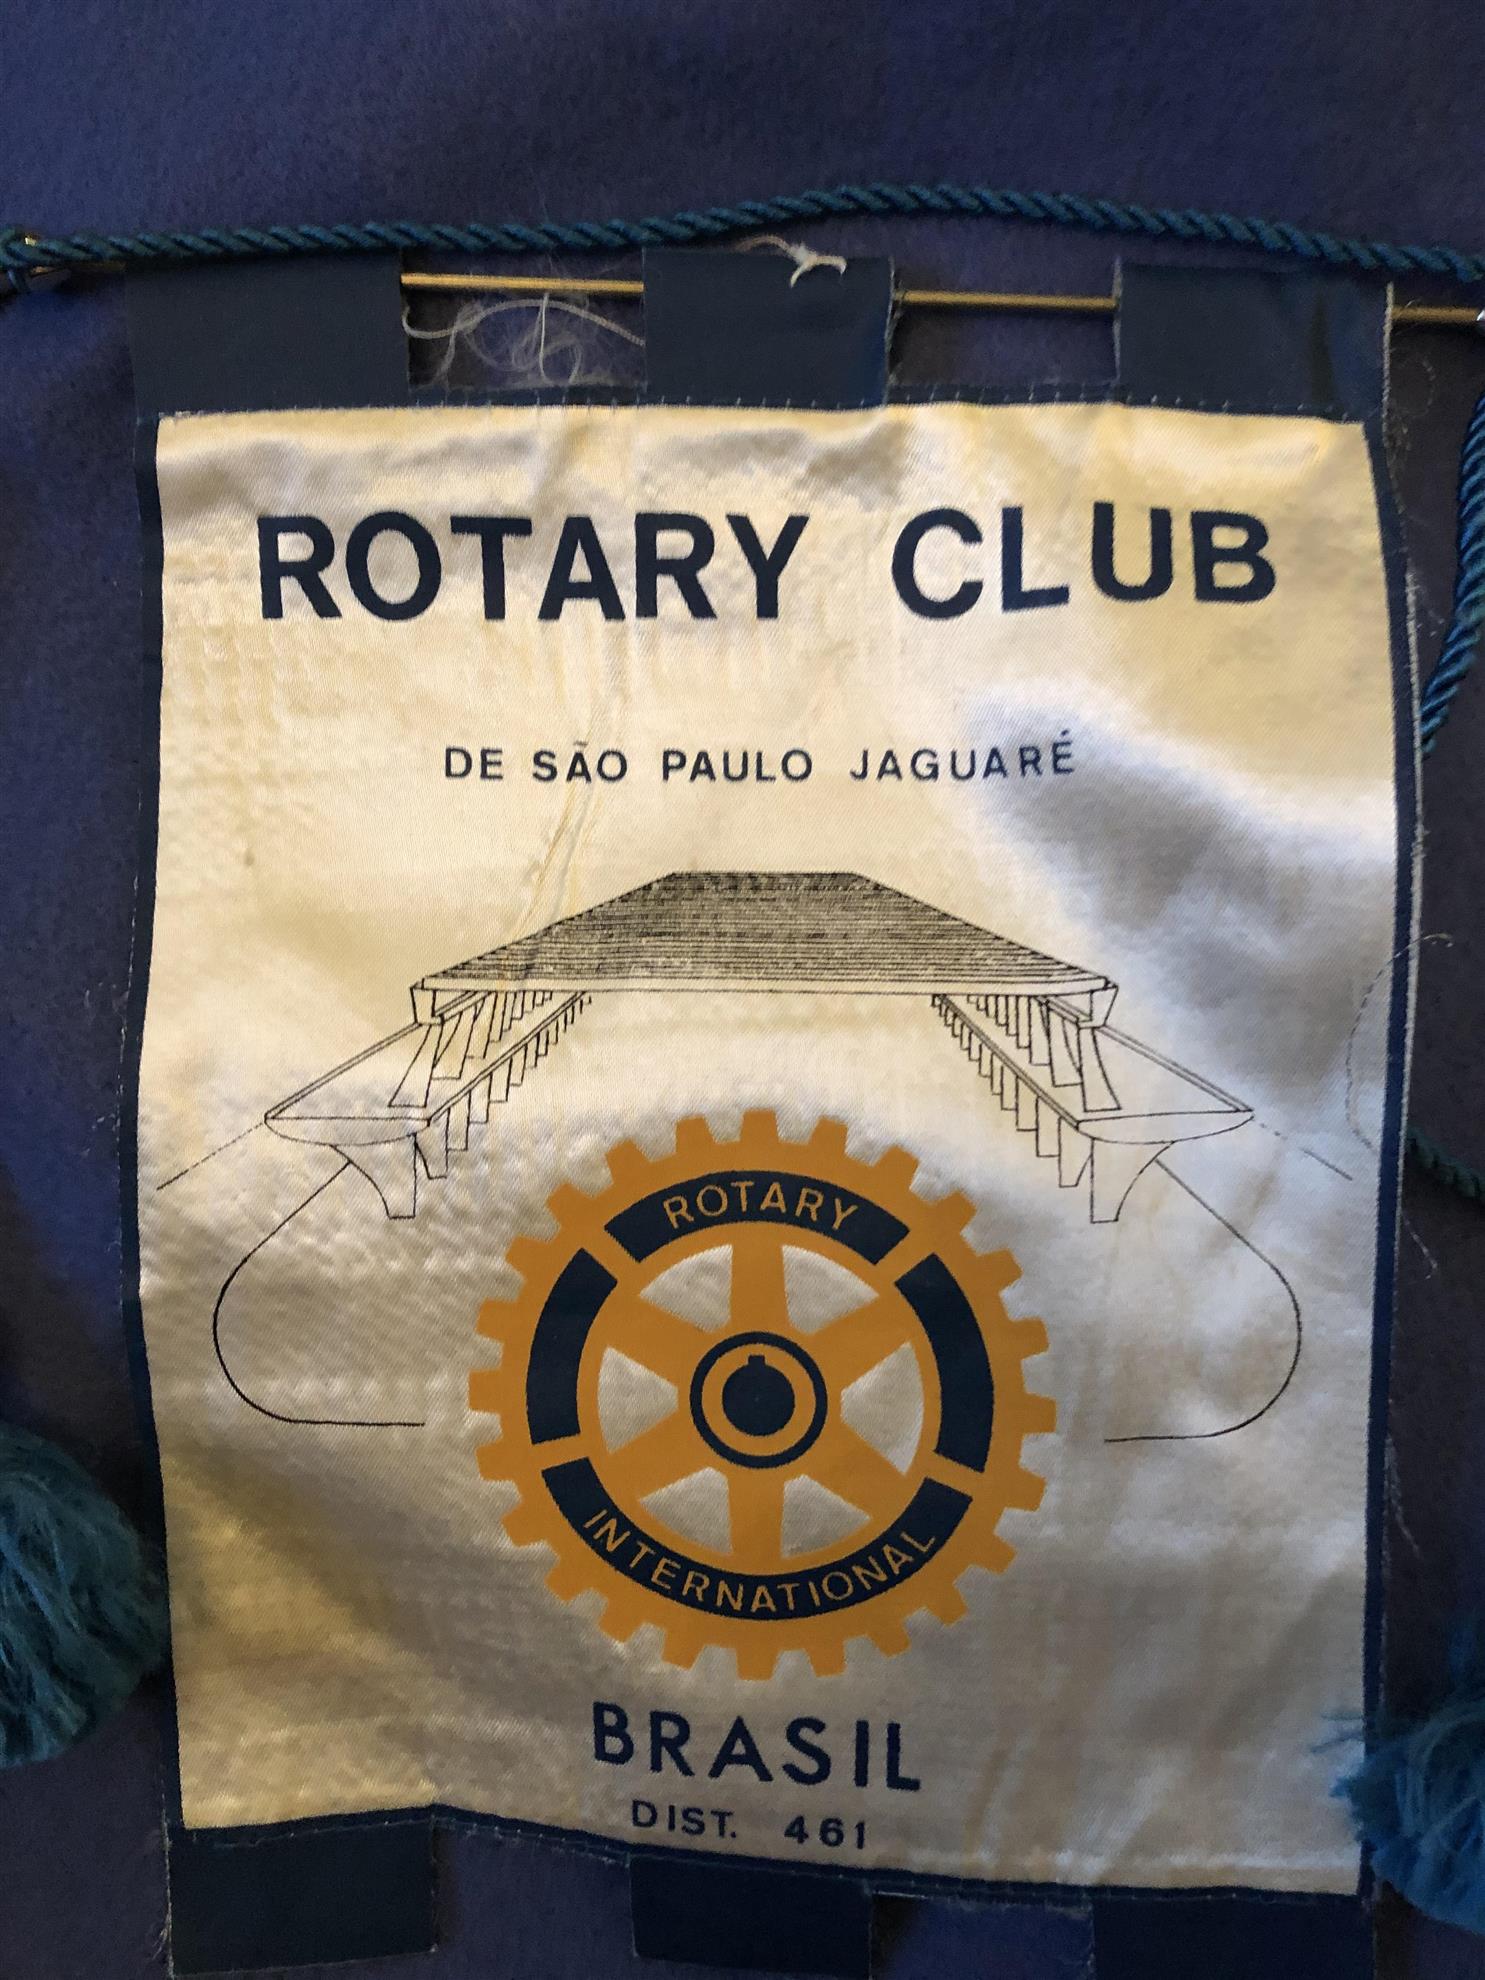 ROTARY CLUB
DE SÃO PAULO JAGUARÉ
ROTARY
INTERNATIONAL
BRASIL
DIST. 461